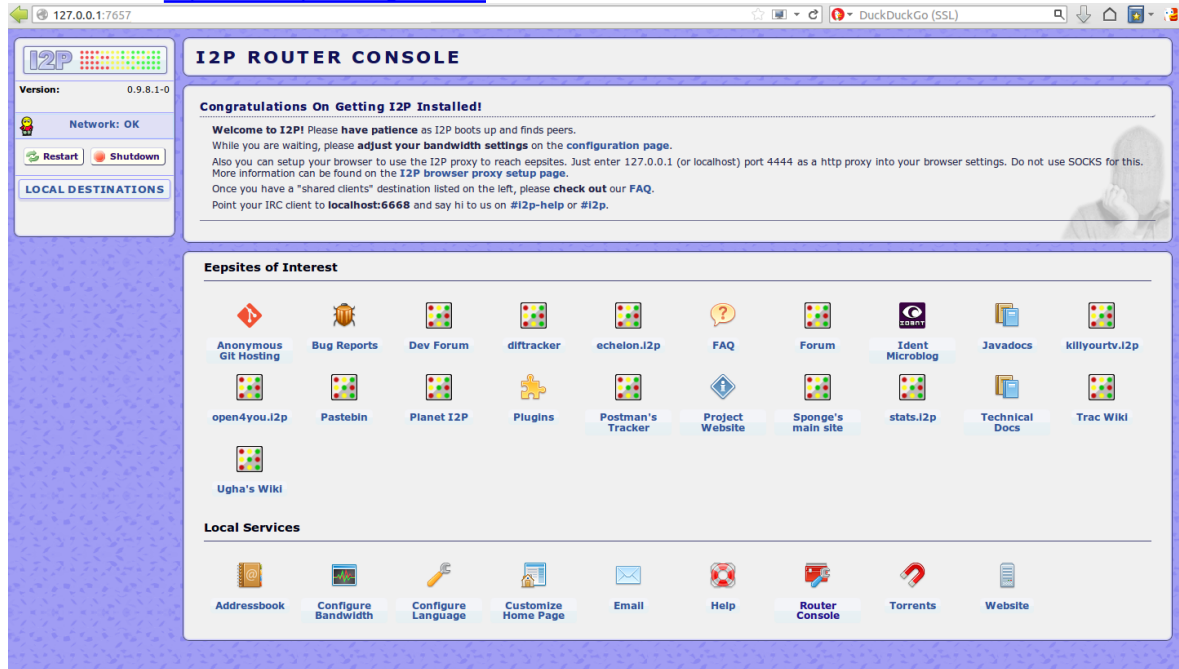 127.0.0.1:7657
DuckDuckGo (SSL)
I2P
I2P ROUTER CONSOLE
Version: 0.9.8.1-0
Network: OK
Restart Shutdown
LOCAL DESTINATIONS
Congratulations On Getting I2P Installed!
Welcome to I2P! Please have patience as I2P boots up and finds peers.
While you are waiting, please adjust your bandwidth settings on the configuration page.
Also you can setup your browser to use the I2P proxy to reach eepsites. Just enter 127.0.0.1 (or localhost) port 4444 as a http proxy into your browser settings. Do not use SOCKS for this.
More information can be found on the I2P browser proxy setup page.
Once you have a "shared clients" destination listed on the left, please check out our FAQ.
Point your IRC client to localhost:6668 and say hi to us on #i2p-help or #i2p.
Eepsites of Interest
IDENT
Anonymous Git Hosting
Bug Reports
Dev Forum
diftracker
echelon.i2p
FAQ
Forum
Ident Microblog
Javadocs
killyourtv.i2p
open4you.i2p
Pastebin
Planet I2P
Plugins
Postman's Tracker
Project Website
Sponge's main site
stats.i2p
Technical Docs
Trac Wiki
Ugha's Wiki
Local Services
Addressbook
Configure Bandwidth
Configure Language
Customize Home Page
Email
Help
Router Console
Torrents
Website